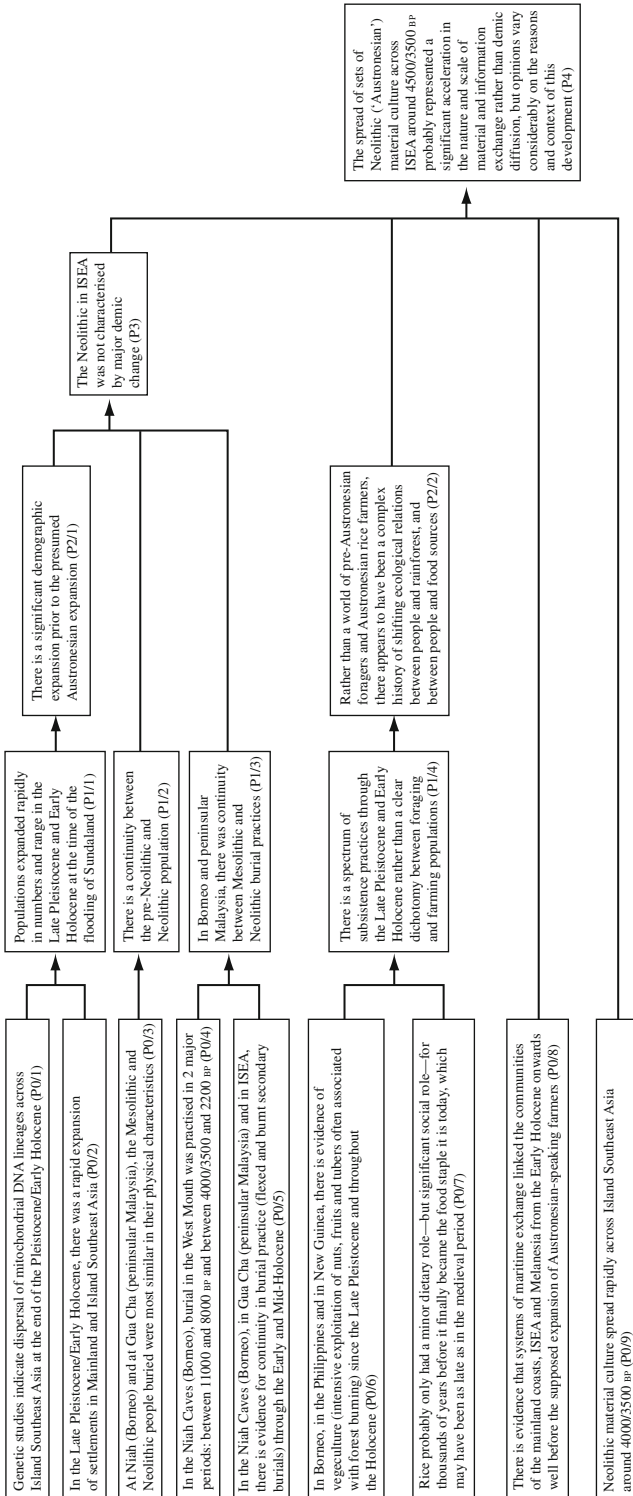 Genetic studies indicate dispersal of mitochondrial DNA lineages across
Island Southeast Asia at the end of the Pleistocene/Early Holocene (P0/1)
In the Late Pleistocene/Early Holocene, there was a rapid expansion
of settlements in Mainland and Island Southeast Asia (P0/2)
At Niah (Borneo) and at Gua Cha (peninsular Malaysia), the Mesolithic and
Neolithic people buried were most similar in their physical characteristics (P0/3)
In the Niah Caves (Borneo), burial in the West Mouth was practised in 2 major
periods: between 11000 and 8000 BP and between 4000/3500 and 2200 BP (P0/4)
In the Niah Caves (Borneo), in Gua Cha (peninsular Malaysia) and in ISEA,
there is evidence for continuity in burial practice (flexed and burnt secondary
burials) through the Early and Mid-Holocene (P0/5)
In Borneo, in the Philippines and in New Guinea, there is evidence of
vegeculture (intensive exploitation of nuts, fruits and tubers often associated
with forest burning) since the Late Pleistocene and throughout
the Holocene (P0/6)
Rice probably only had a minor dietary role—but significant social role—for
thousands of years before it finally became the food staple it is today, which
may have been as late as in the medieval period (P0/7)
There is evidence that systems of maritime exchange linked the communities
of the mainland coasts, ISEA and Melanesia from the Early Holocene onwards
well before the supposed expansion of Austronesian-speaking farmers (P0/8)
Neolithic material culture spread rapidly across Island Southeast Asia
around 4000/3500 BP (P0/9)
Populations expanded rapidly
in numbers and range in the
Late Pleistocene and Early
Holocene at the time of the
flooding of Sundaland (P1/1)
There is a continuity between
the pre-Neolithic and
Neolithic population (P1/2)
In Borneo and peninsular
Malaysia, there was continuity
between Mesolithic and
Neolithic burial practices (P1/3)
There is a spectrum of
subsistence practices through
the Late Pleistocene and Early
Holocene rather than a clear
dichotomy between foraging
and farming populations (P1/4)
There is a significant demographic
expansion prior to the presumed
Austronesian expansion (P2/1)
Rather than a world of pre-Austronesian
foragers and Austronesian rice farmers,
there appears to have been a complex
history of shifting ecological relations
between people and rainforest, and
between people and food sources (P2/2)
The Neolithic in ISEA
was not characterised
by major demic
change (P3)
The spread of sets of
Neolithic (‘Austronesian’)
material culture across
ISEA around 4500/3500 BP
probably represented a
significant acceleration in
the nature and scale of
material and information
exchange rather than demic
diffusion, but opinions vary
considerably on the reasons
and context of this
development (P4)